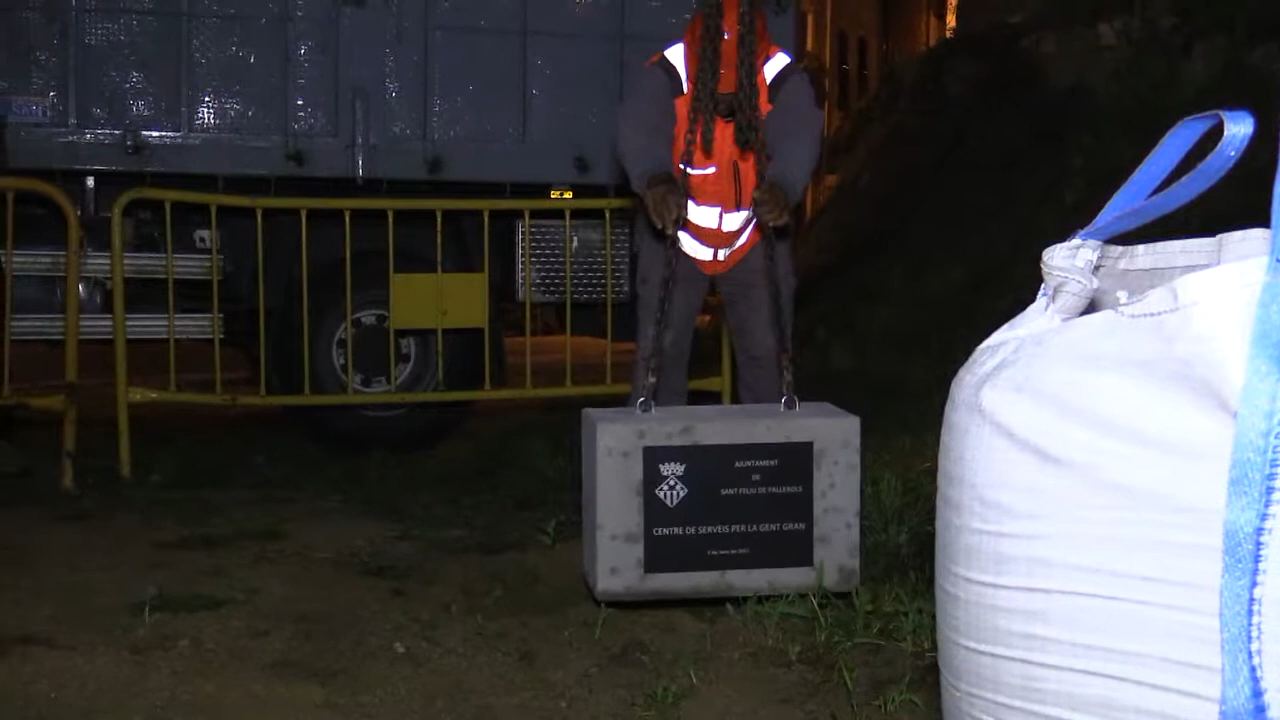 AJUNTAMENT
DE
SANT FELIU DE PALLEROLS
CENTRE DE SERVEIS PER LA GENT GRAN